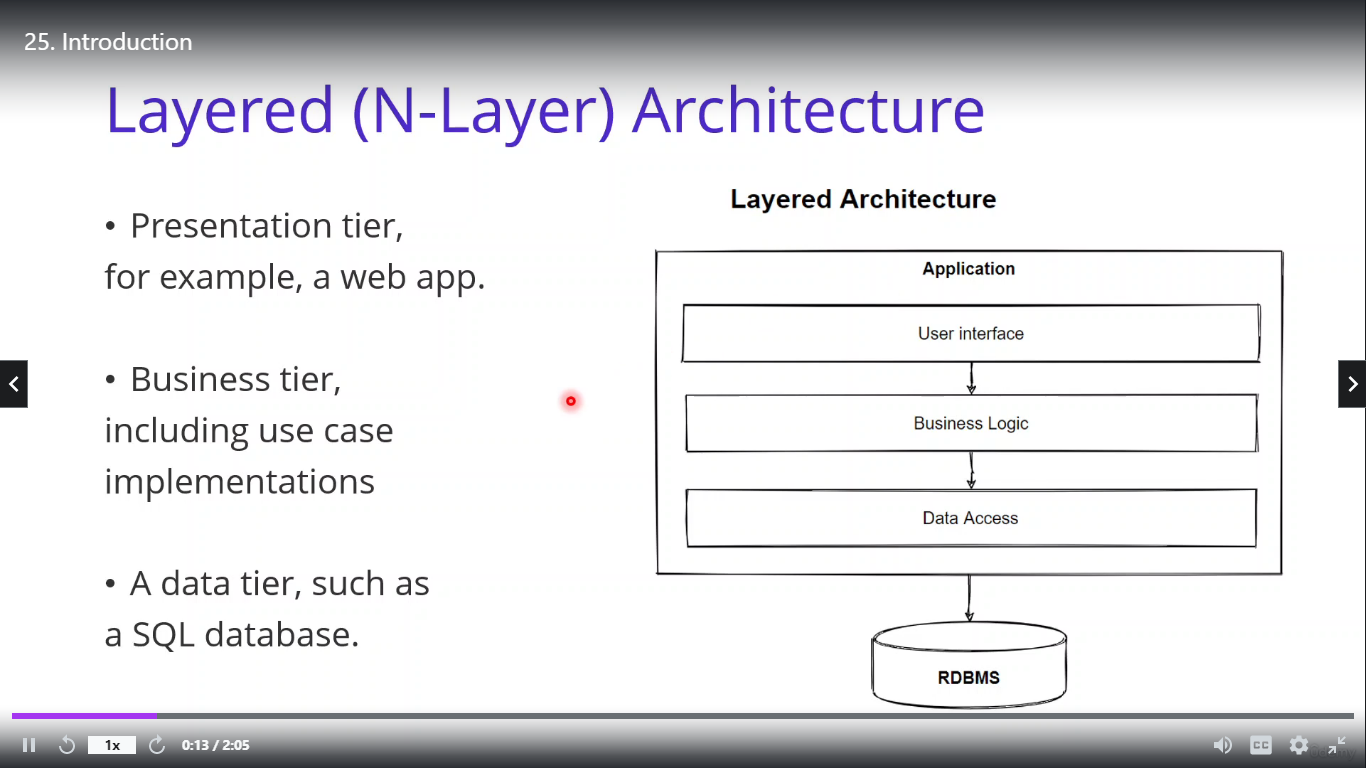 25. Introduction
Layered (N-Layer) Architecture
• Presentation tier,
for example, a web app.
• Business tier,
including use case
implementations
• A data tier, such as
a SQL database.
Layered Architecture
Application
User interface
Business Logic
Data Access
RDBMS
1x
0:13 / 2:05
CC